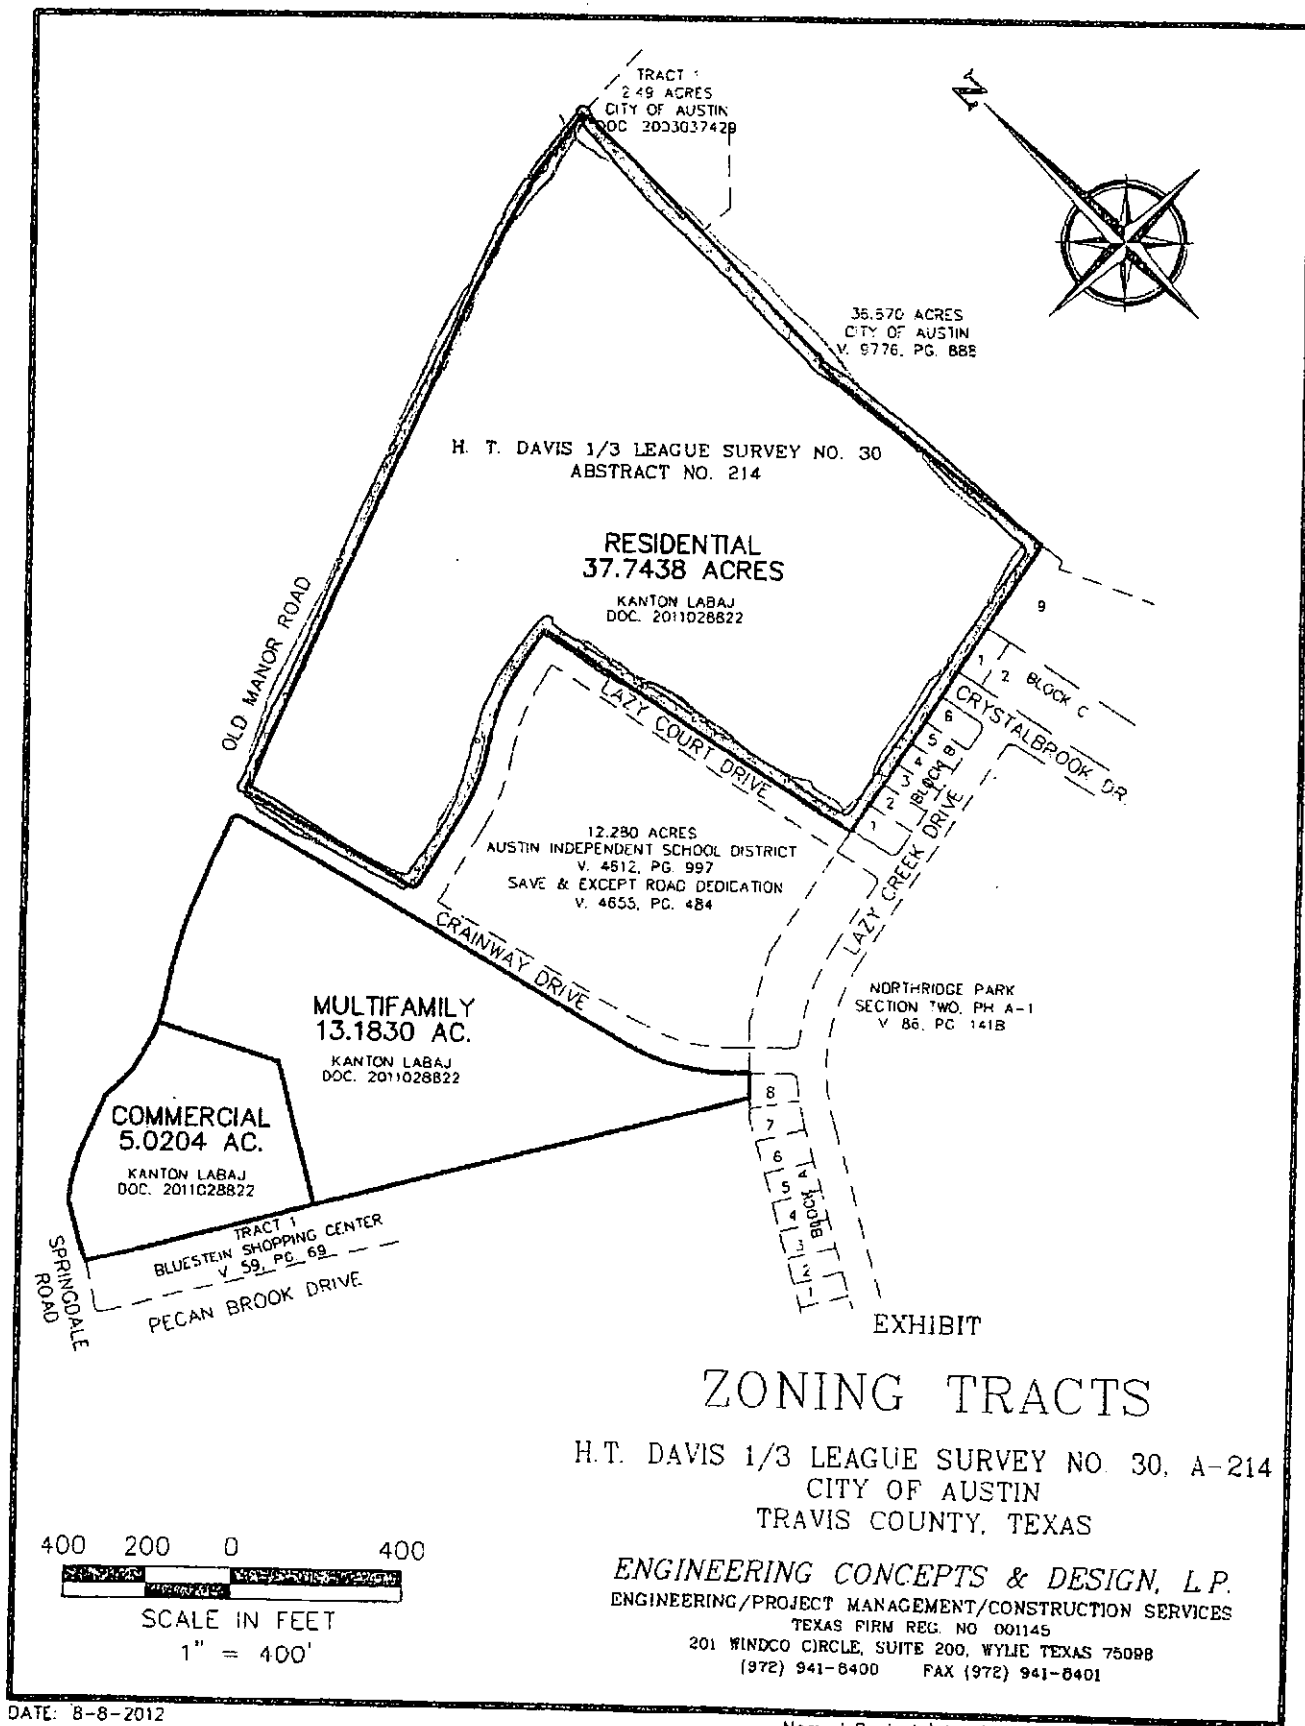 TRACT 1
2.49 ACRES
CITY OF AUSTIN
DOC 2003037429
N
36.570 ACRES
CITY OF AUSTIN
V. 9776, PG. 888
H. T. DAVIS 1/3 LEAGUE SURVEY NO. 30
ABSTRACT NO. 214
RESIDENTIAL
37.7438 ACRES
KANTON LABAJ
DOC. 2011028822
OLD MANOR ROAD
9
1
2
BLOCK C
CRYSTALBROOK DR.
6
5
4
3
2
1
BLOCK B
LAZY COURT DRIVE
LAZY CREEK DRIVE
12.280 ACRES
AUSTIN INDEPENDENT SCHOOL DISTRICT
V. 4612, PG. 997
SAVE & EXCEPT ROAD DEDICATION
V. 4655, PG. 484
CRAINWAY DRIVE
NORTHRIDGE PARK
SECTION TWO, PH A-1
V 86, PG 141B
MULTIFAMILY
13.1830 AC.
KANTON LABAJ
DOC. 2011028822
COMMERCIAL
5.0204 AC.
KANTON LABAJ
DOC. 2011028822
8
7
6
5
4
3
2
1
BLOCK A
TRACT 1
BLUESTEIN SHOPPING CENTER
V 59, PG. 69
SPRINGDALE
ROAD
PECAN BROOK DRIVE
EXHIBIT
ZONING TRACTS
H.T. DAVIS 1/3 LEAGUE SURVEY NO. 30, A-214
CITY OF AUSTIN
TRAVIS COUNTY, TEXAS
400 200 0 400
SCALE IN FEET
1" = 400'
ENGINEERING CONCEPTS & DESIGN, L.P.
ENGINEERING/PROJECT MANAGEMENT/CONSTRUCTION SERVICES
TEXAS FIRM REG. NO 001145
201 WINDCO CIRCLE, SUITE 200, WYLIE TEXAS 75098
(972) 941-8400 FAX (972) 941-8401
DATE: 8-8-2012